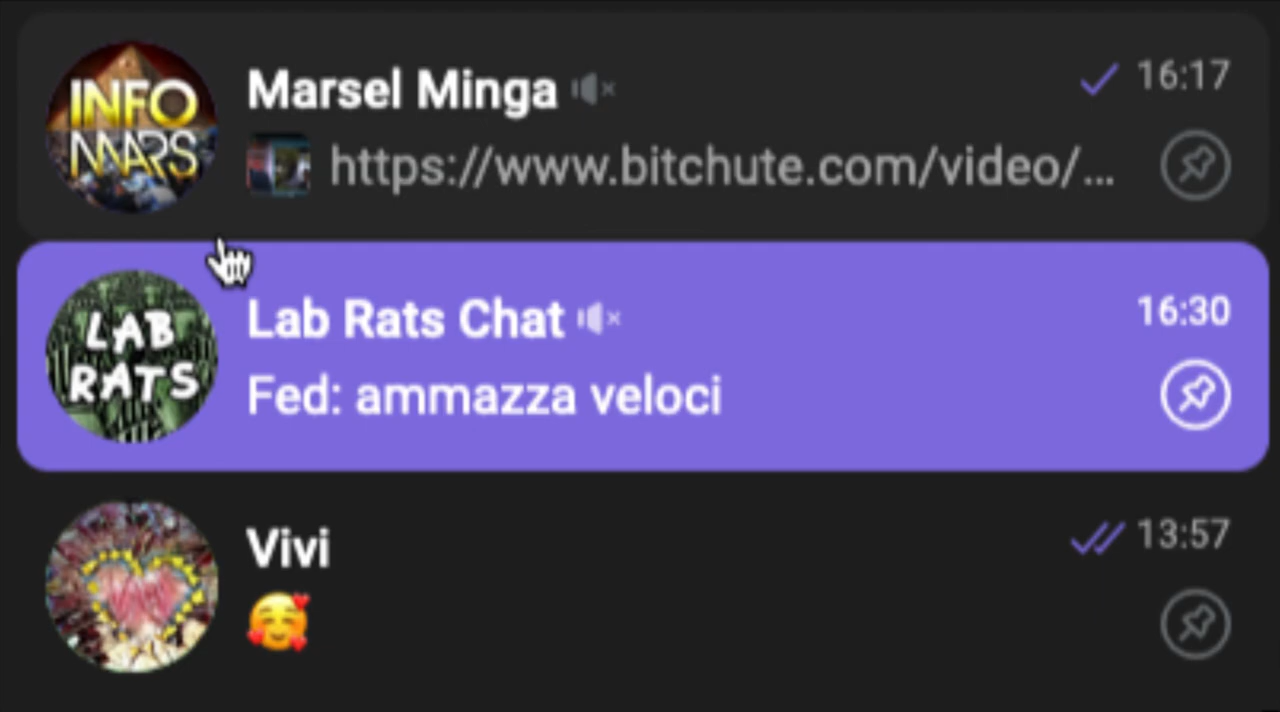 INFO
MARS
Marsel Minga
16:17
https://www.bitchute.com/video/...
LAB
RATS
Lab Rats Chat
16:30
Fed: ammazza veloci
Vivi
13:57
🥰